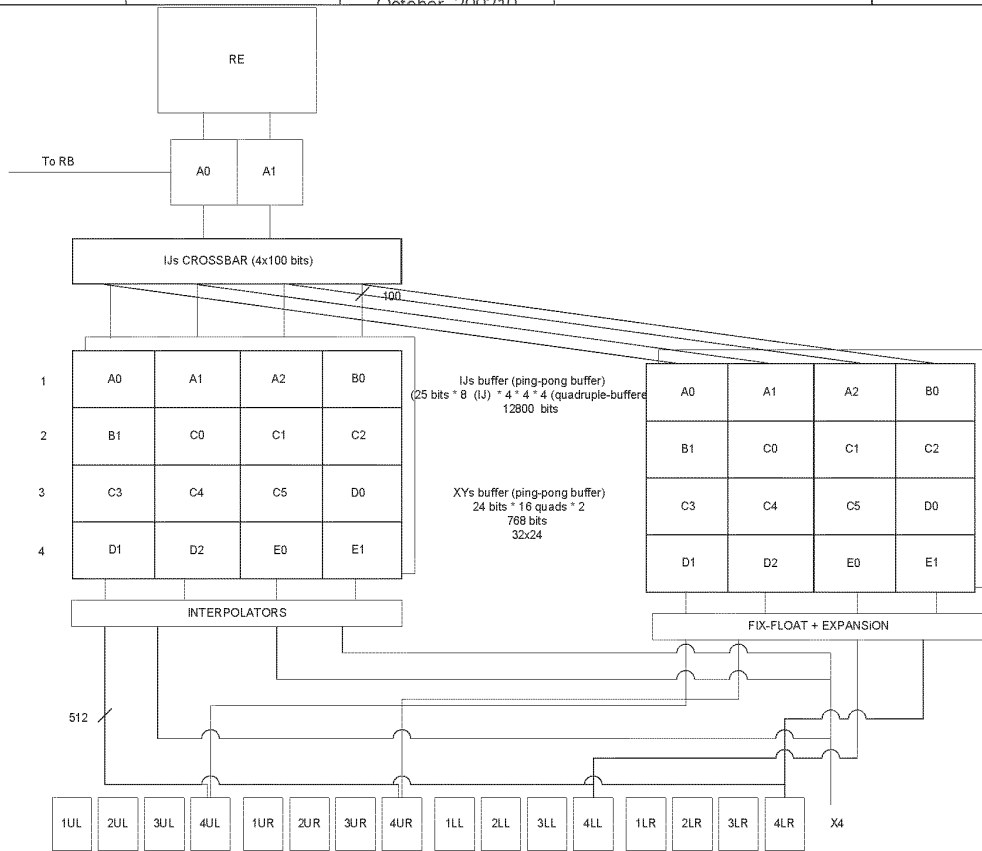 RE
To RB
A0 A1
IJs CROSSBAR (4x100 bits)
100
1 A0 A1 A2 B0
2 B1 C0 C1 C2
3 C3 C4 C5 D0
4 D1 D2 E0 E1
IJs buffer (ping-pong buffer)
(25 bits * 8 (IJ) * 4 * 4 * 4 (quadruple-buffere
12800 bits
XYs buffer (ping-pong buffer)
24 bits * 16 quads * 2
768 bits
32x24
A0 A1 A2 B0
B1 C0 C1 C2
C3 C4 C5 D0
D1 D2 E0 E1
INTERPOLATORS
FIX-FLOAT + EXPANSiON
512
1UL 2UL 3UL 4UL 1UR 2UR 3UR 4UR 1LL 2LL 3LL 4LL 1LR 2LR 3LR 4LR X4